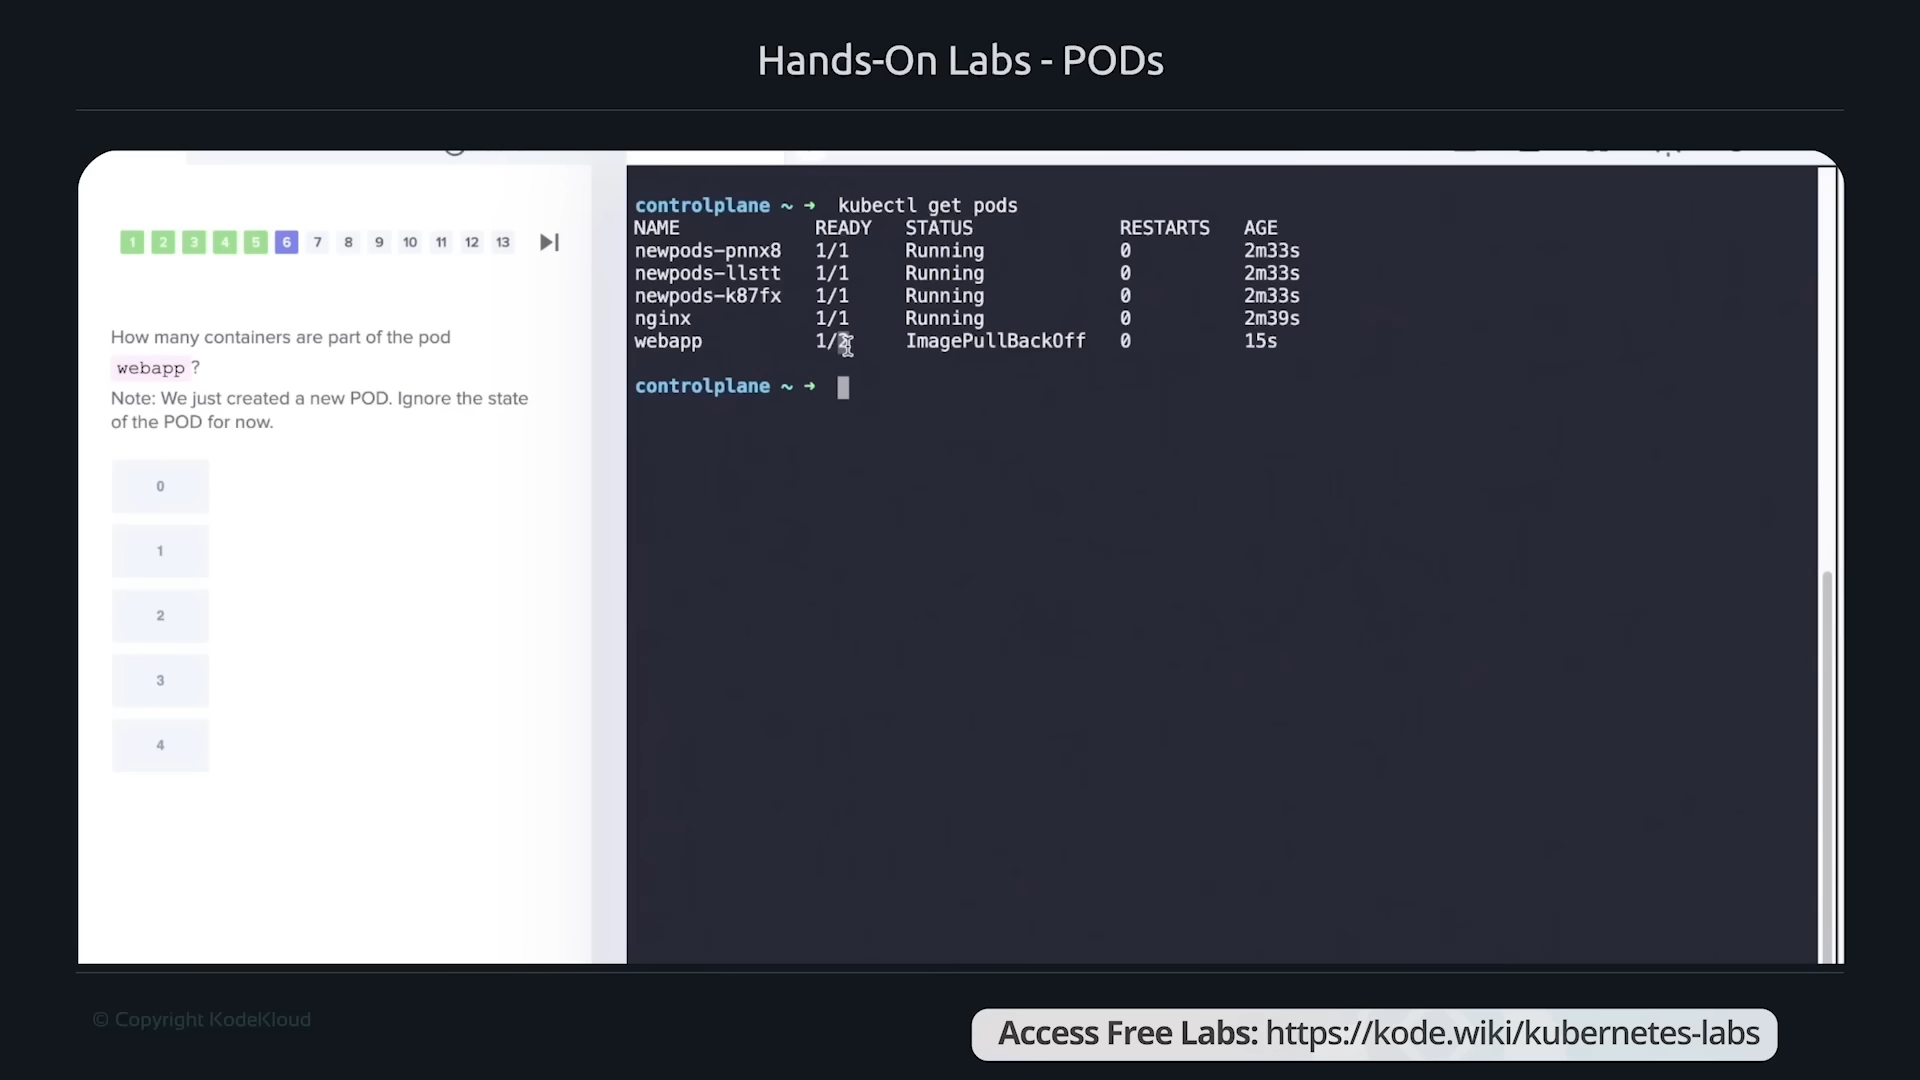 Hands-On Labs - PODs
1 2 3 4 5 6 7 8 9 10 11 12 13
How many containers are part of the pod
webapp ?
Note: We just created a new POD. Ignore the state
of the POD for now.
0
1
2
3
4
controlplane ~ ➜ kubectl get pods
NAME READY STATUS RESTARTS AGE
newpods-pnnx8 1/1 Running 0 2m33s
newpods-llstt 1/1 Running 0 2m33s
newpods-k87fx 1/1 Running 0 2m33s
nginx 1/1 Running 0 2m39s
webapp 1/2 ImagePullBackOff 0 15s
controlplane ~ ➜
© Copyright KodeKloud
Access Free Labs: https://kode.wiki/kubernetes-labs